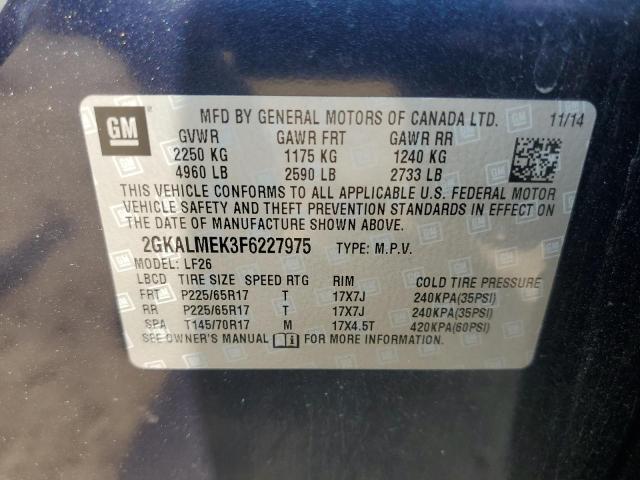 GM
MFD BY GENERAL MOTORS OF CANADA LTD. 11/14
GVWR GAWR FRT GAWR RR
2250 KG 1175 KG 1240 KG
4960 LB 2590 LB 2733 LB
THIS VEHICLE CONFORMS TO ALL APPLICABLE U.S. FEDERAL MOTOR
VEHICLE SAFETY AND THEFT PREVENTION STANDARDS IN EFFECT ON
THE DATE OF MANUFACTURE SHOWN ABOVE.
2GKALMEK3F6227975 TYPE: M.P.V.
MODEL: LF26
LBCD TIRE SIZE SPEED RTG RIM COLD TIRE PRESSURE
FRT P225/65R17 T 17X7J 240KPA(35PSI)
RR P225/65R17 T 17X7J 240KPA(35PSI)
SPA T145/70R17 M 17X4.5T 420KPA(60PSI)
SEE OWNER'S MANUAL FOR MORE INFORMATION.